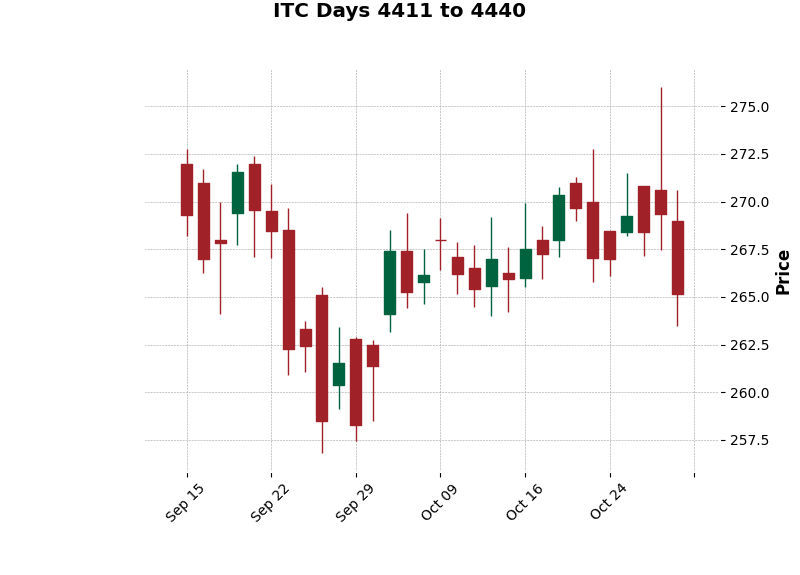 ITC Days 4411 to 4440
275.0
272.5
270.0
267.5
265.0
262.5
260.0
257.5
Price
Sep 15
Sep 22
Sep 29
Oct 09
Oct 16
Oct 24